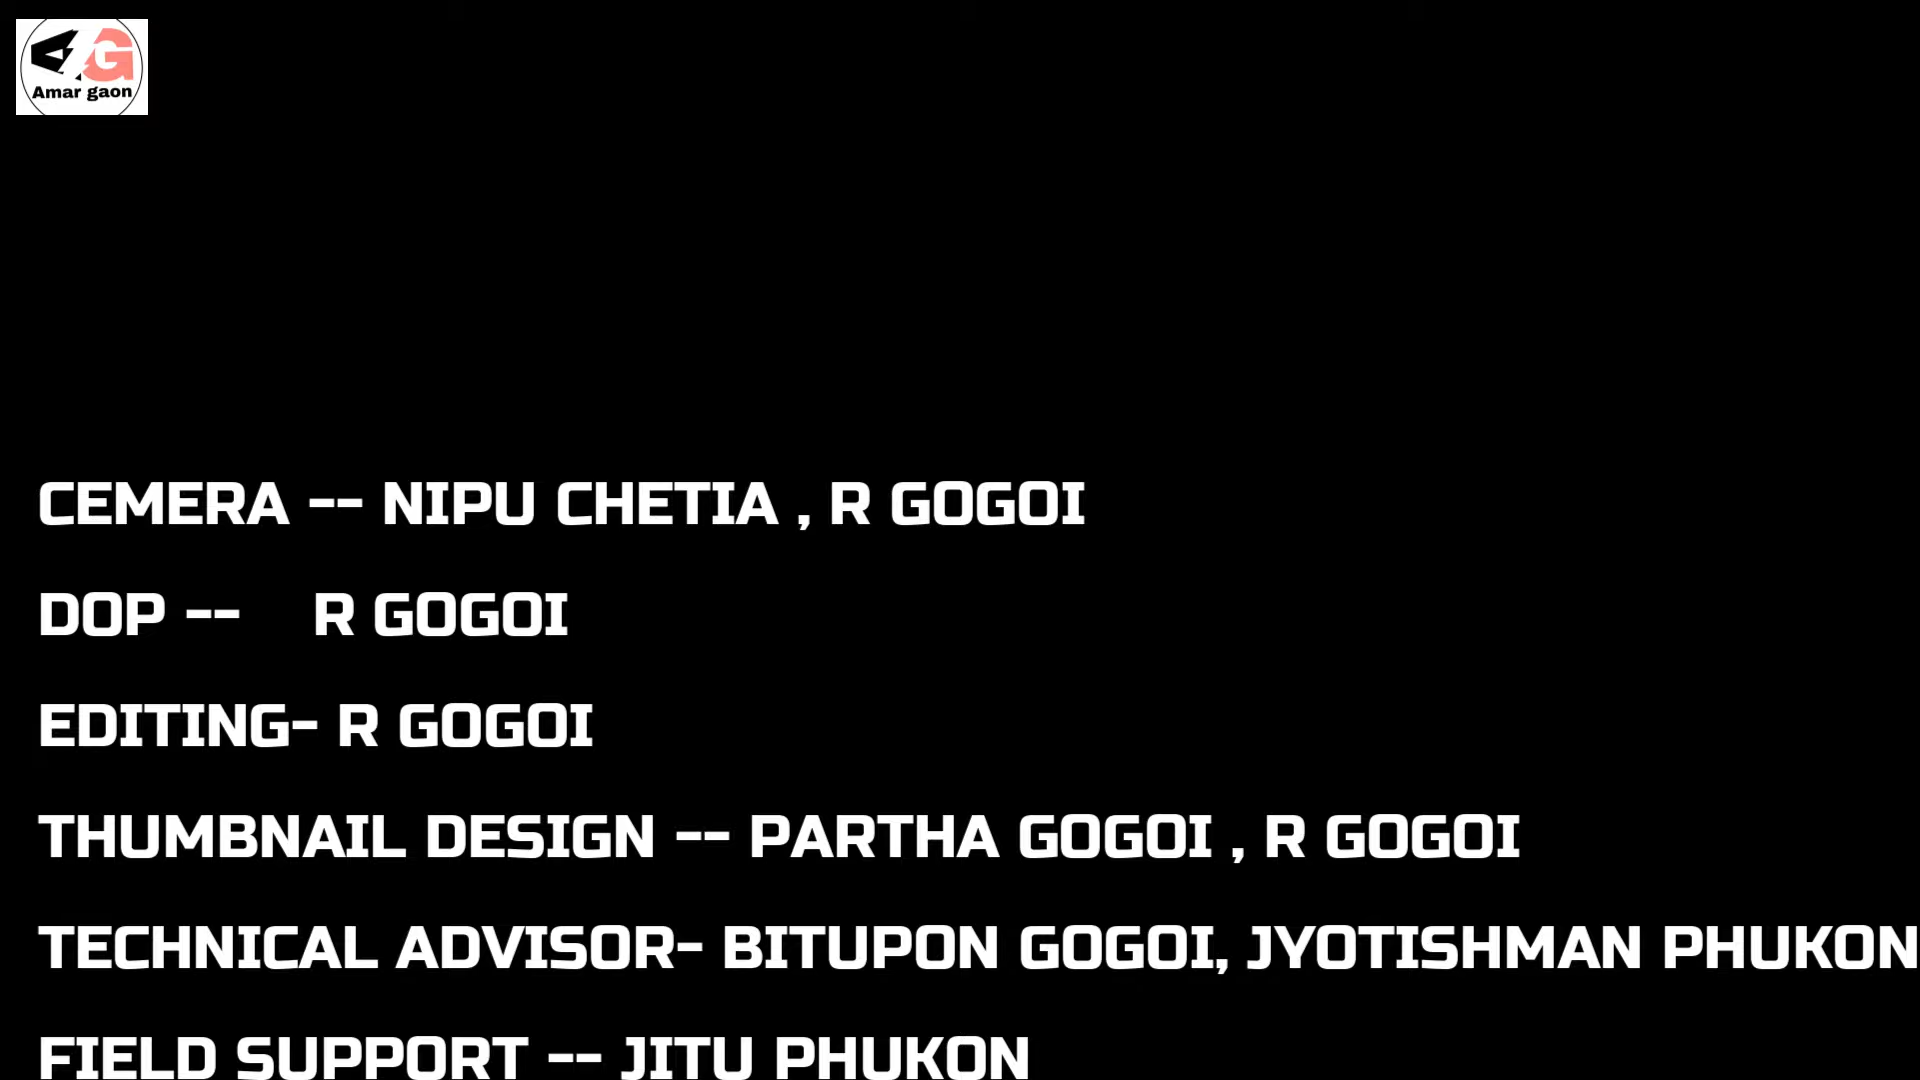 AG
Amar gaon
CEMERA -- NIPU CHETIA , R GOGOI
DOP -- R GOGOI
EDITING- R GOGOI
THUMBNAIL DESIGN -- PARTHA GOGOI , R GOGOI
TECHNICAL ADVISOR- BITUPON GOGOI, JYOTISHMAN PHUKON
FIELD SUPPORT -- JITU PHUKON